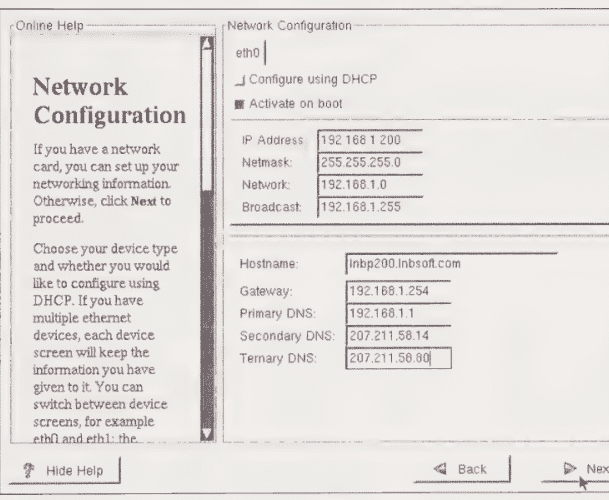 Online Help
Network
Configuration
If you have a network
card, you can set up your
networking information.
Otherwise, click Next to
proceed.
Choose your device type
and whether you would
like to configure using
DHCP. If you have
multiple ethernet
devices, each device
screen will keep the
information you have
given to it. You can
switch between device
screens, for example
eth0 and eth1; the
Network Configuration
eth0
Configure using DHCP
Activate on boot
IP Address: 192.168.1.200
Netmask: 255.255.255.0
Network: 192.168.1.0
Broadcast: 192.168.1.255
Hostname: lnbp200.lnbsoft.com
Gateway: 192.168.1.254
Primary DNS: 192.168.1.1
Secondary DNS: 207.211.58.14
Ternary DNS: 207.211.58.80
? Hide Help
Back
Nex